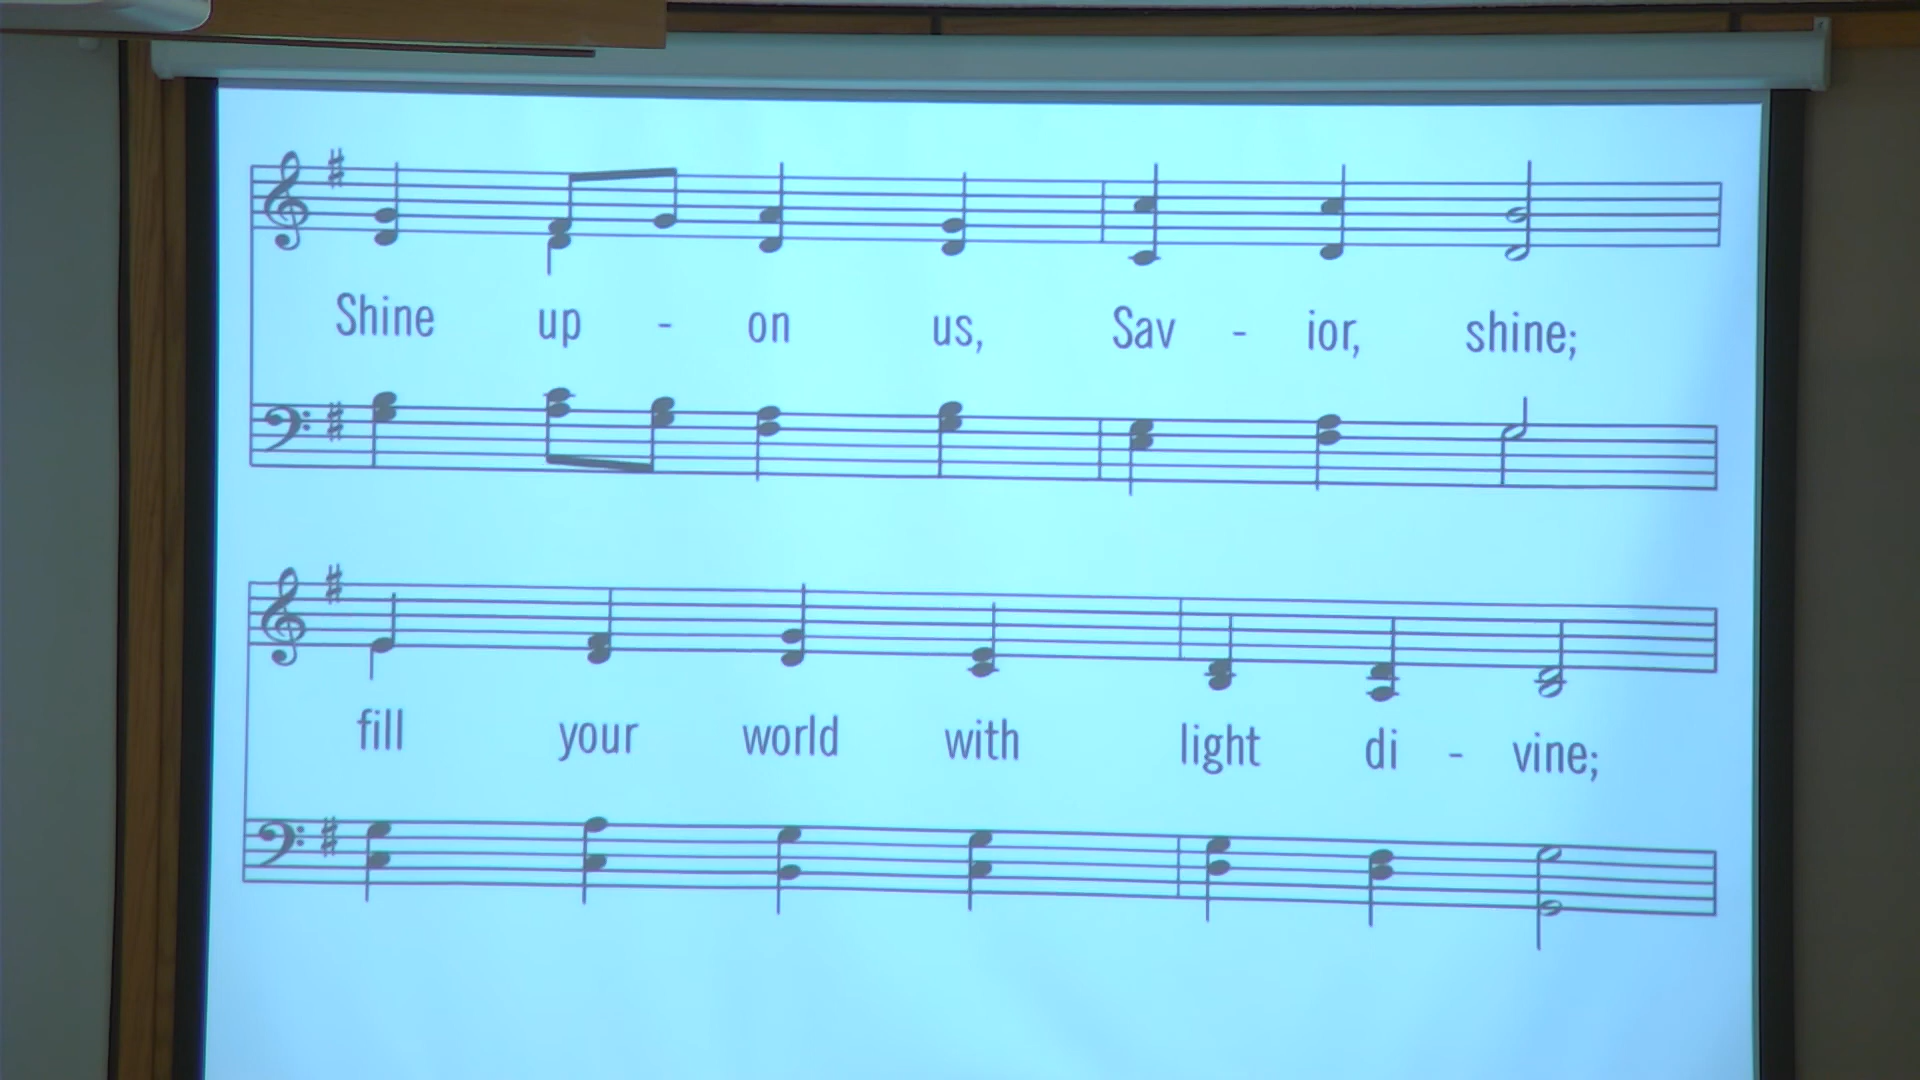 Shine up - on us, Sav - ior, shine;
fill your world with light di - vine;